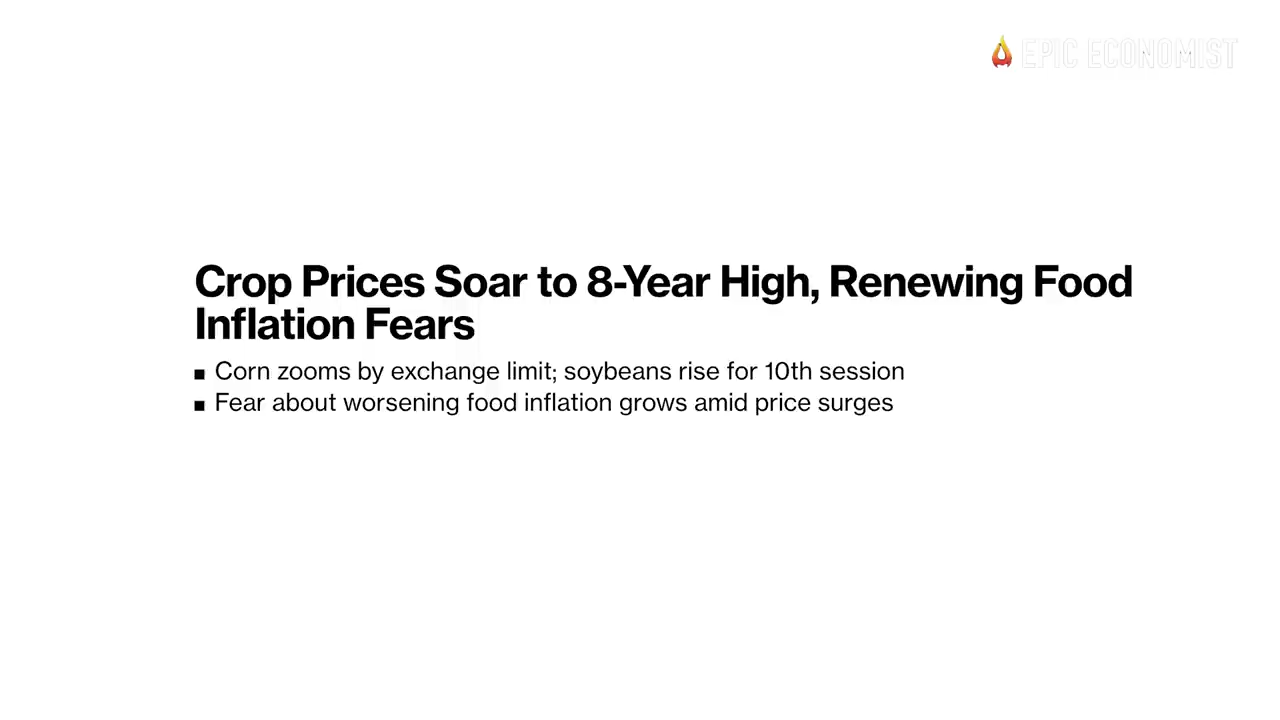 EPIC ECONOMIST
Crop Prices Soar to 8-Year High, Renewing Food
Inflation Fears
■ Corn zooms by exchange limit; soybeans rise for 10th session
■ Fear about worsening food inflation grows amid price surges